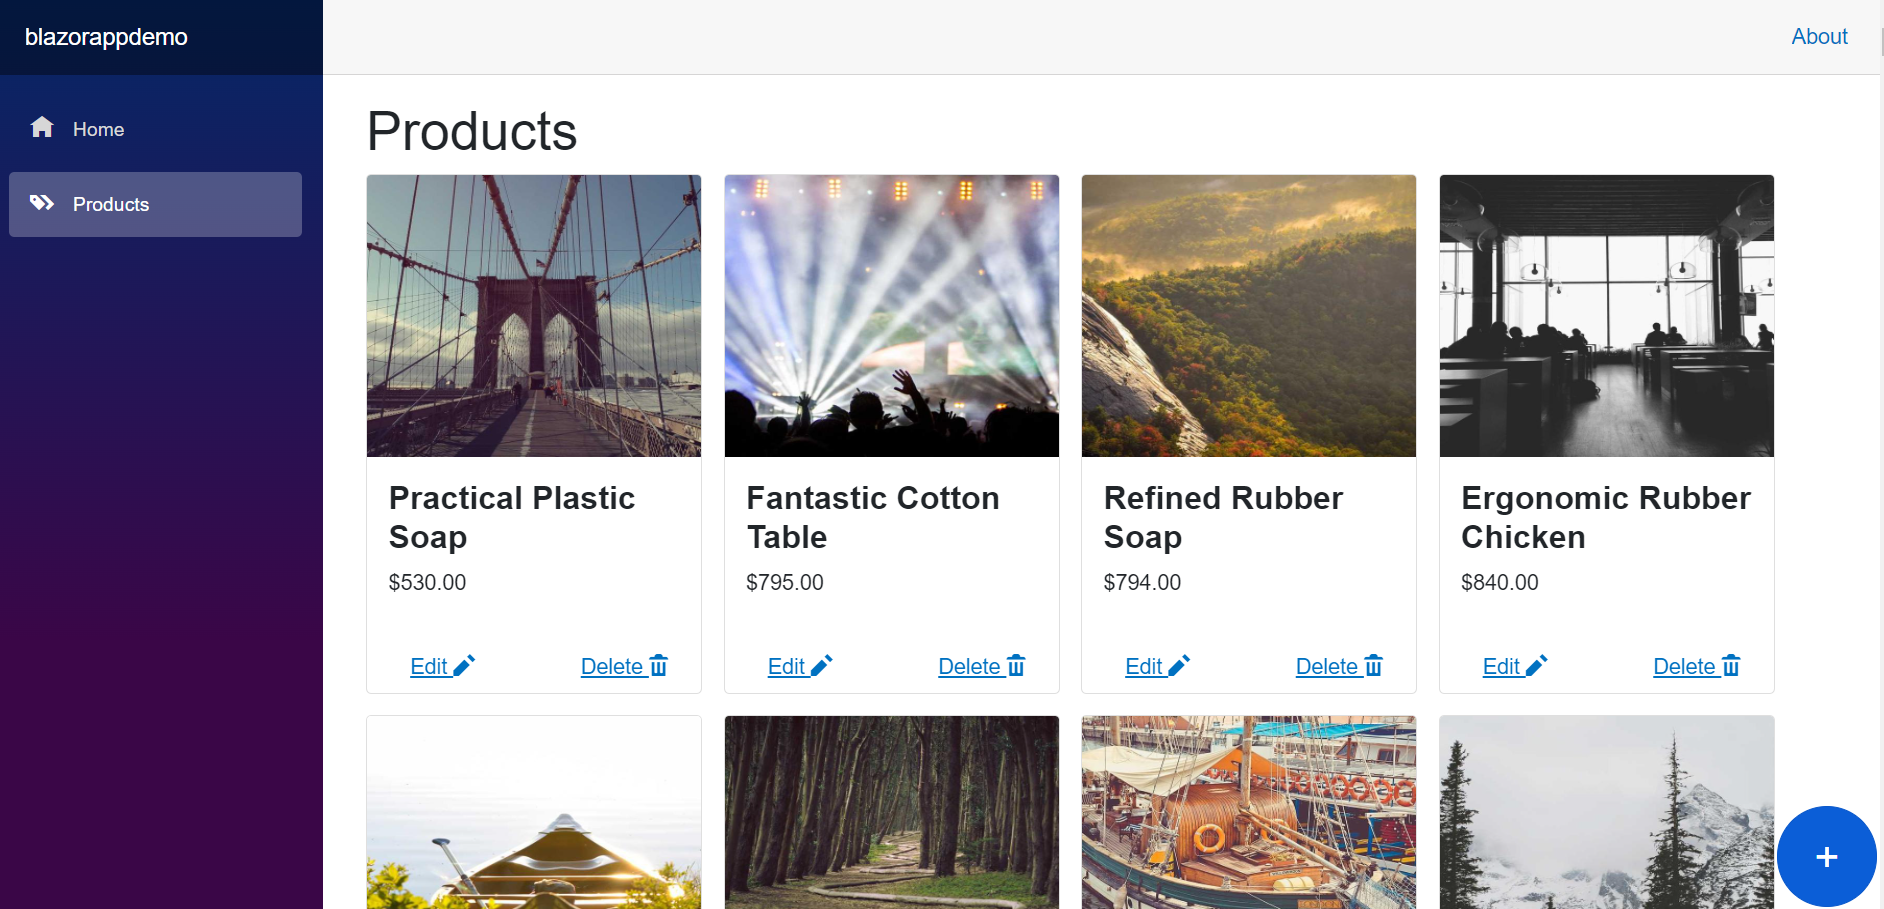 blazorappdemo
About
Home
Products
Products
Practical Plastic
Soap
$530.00
Edit
Delete
Fantastic Cotton
Table
$795.00
Edit
Delete
Refined Rubber
Soap
$794.00
Edit
Delete
Ergonomic Rubber
Chicken
$840.00
Edit
Delete
+